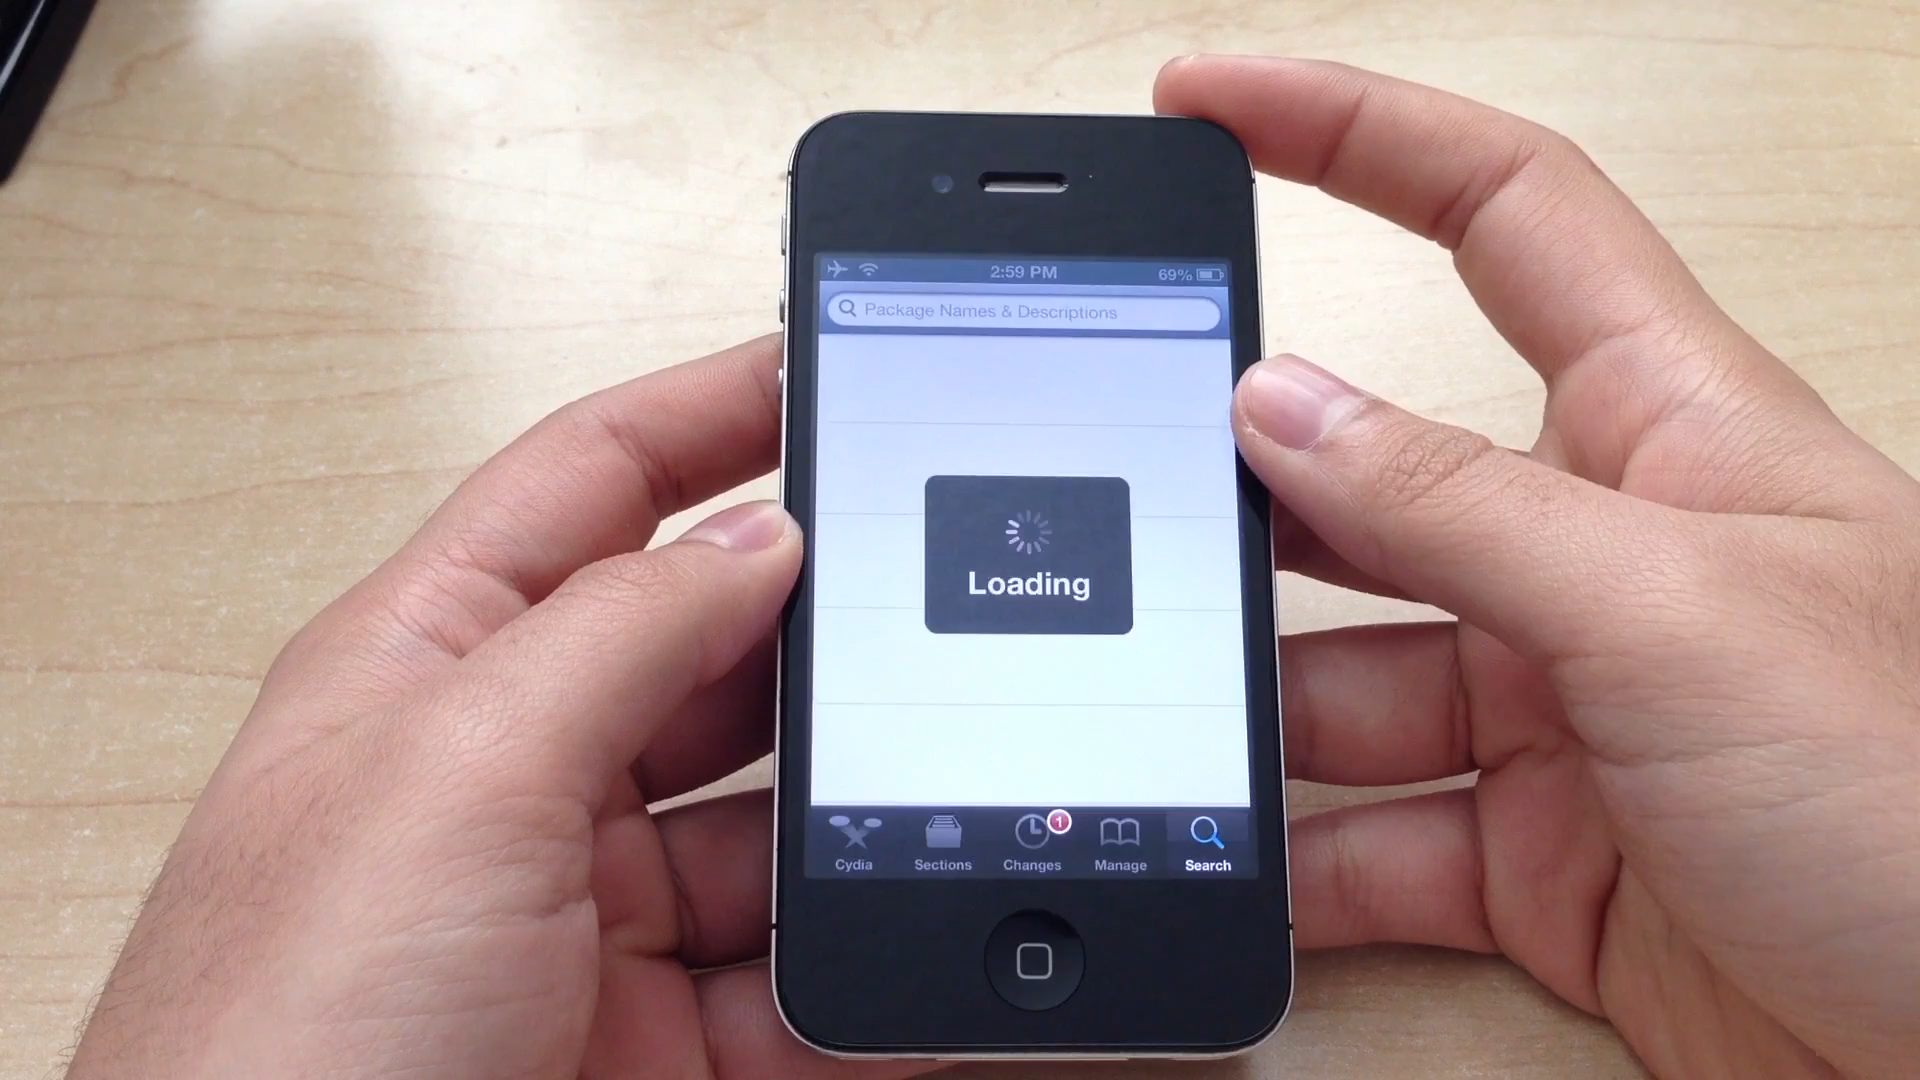 2:59 PM 69%
Package Names & Descriptions
Loading
1
Cydia Sections Changes Manage Search